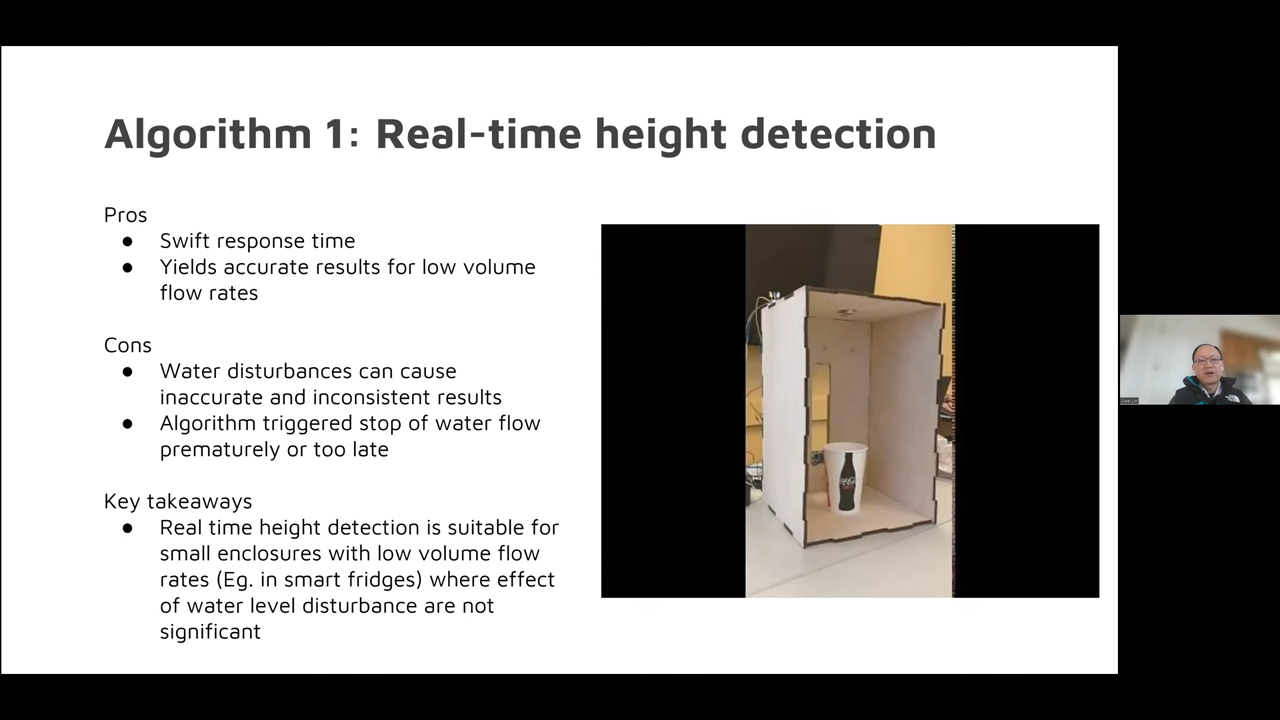 Algorithm 1: Real-time height detection
Pros
● Swift response time
● Yields accurate results for low volume
flow rates
Cons
● Water disturbances can cause
inaccurate and inconsistent results
● Algorithm triggered stop of water flow
prematurely or too late
Key takeaways
● Real time height detection is suitable for
small enclosures with low volume flow
rates (Eg. in smart fridges) where effect
of water level disturbance are not
significant